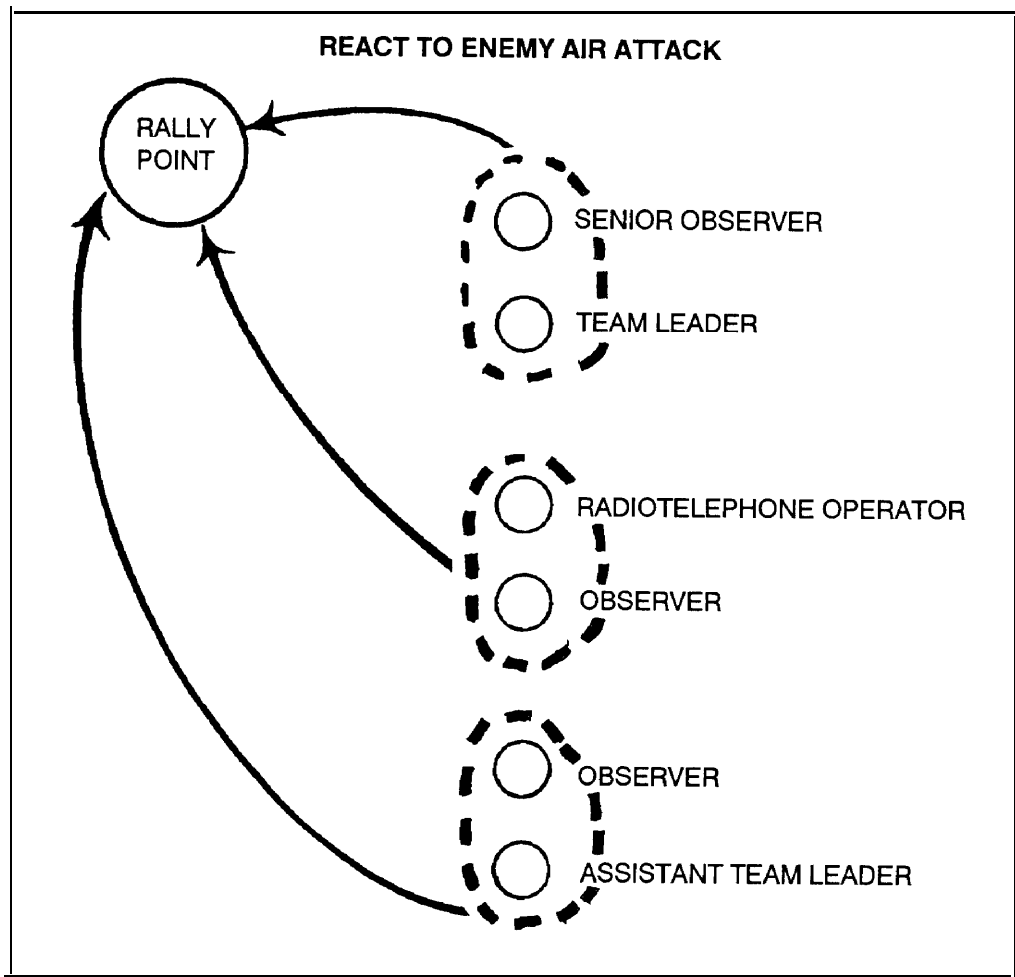 REACT TO ENEMY AIR ATTACK
RALLY
POINT
SENIOR OBSERVER
TEAM LEADER
RADIOTELEPHONE OPERATOR
OBSERVER
OBSERVER
ASSISTANT TEAM LEADER